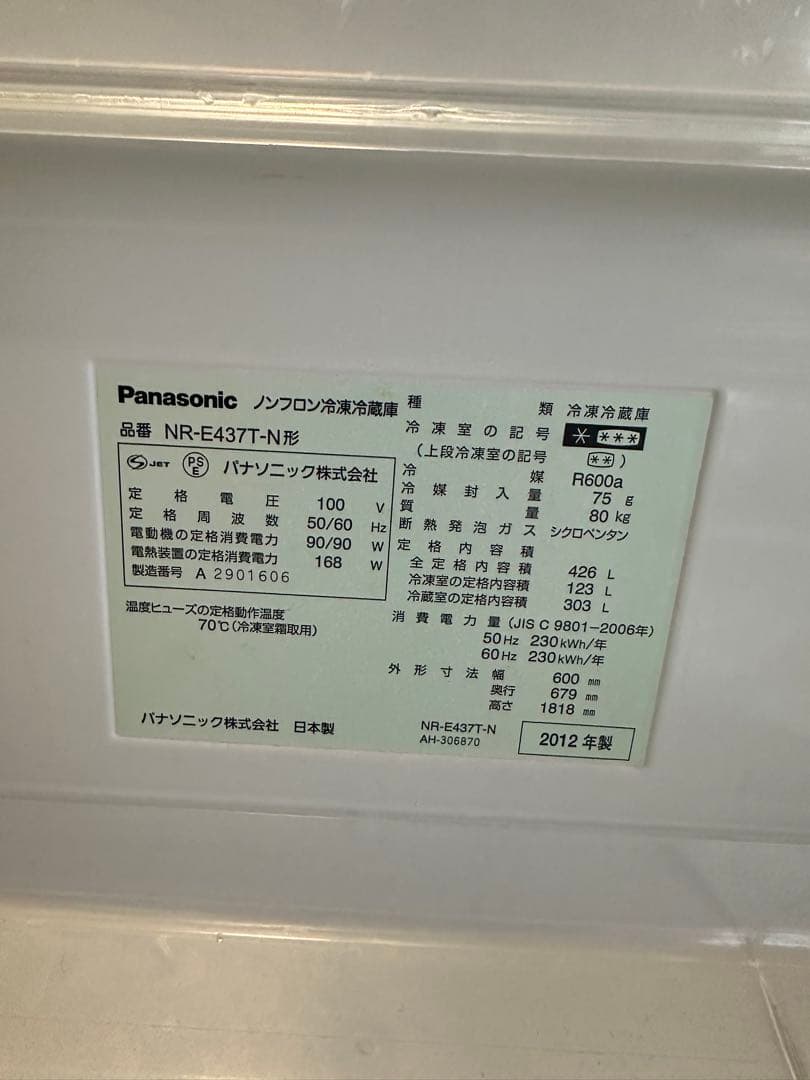 Panasonic ノンフロン冷凍冷蔵庫
品番 NR-E437T-N形
JET PSE パナソニック株式会社
定格電圧 100 V
定格周波数 50/60 Hz
電動機の定格消費電力 90/90 W
電熱装置の定格消費電力 168 W
製造番号 A 2901606
温度ヒューズの定格動作温度
70℃(冷凍室霜取用)
パナソニック株式会社 日本製
種類 冷凍冷蔵庫
冷凍室の記号 * ***
(上段冷凍室の記号 ** )
冷媒 R600a
冷媒封入量 75 g
質量 80 kg
断熱発泡ガス シクロペンタン
定格内容積
全定格内容積 426 L
冷凍室の定格内容積 123 L
冷蔵室の定格内容積 303 L
消費電力量(JIS C 9801-2006年)
50Hz 230kWh/年
60Hz 230kWh/年
外形寸法 幅 600 mm
奥行 679 mm
高さ 1818 mm
NR-E437T-N
AH-306870
2012 年製